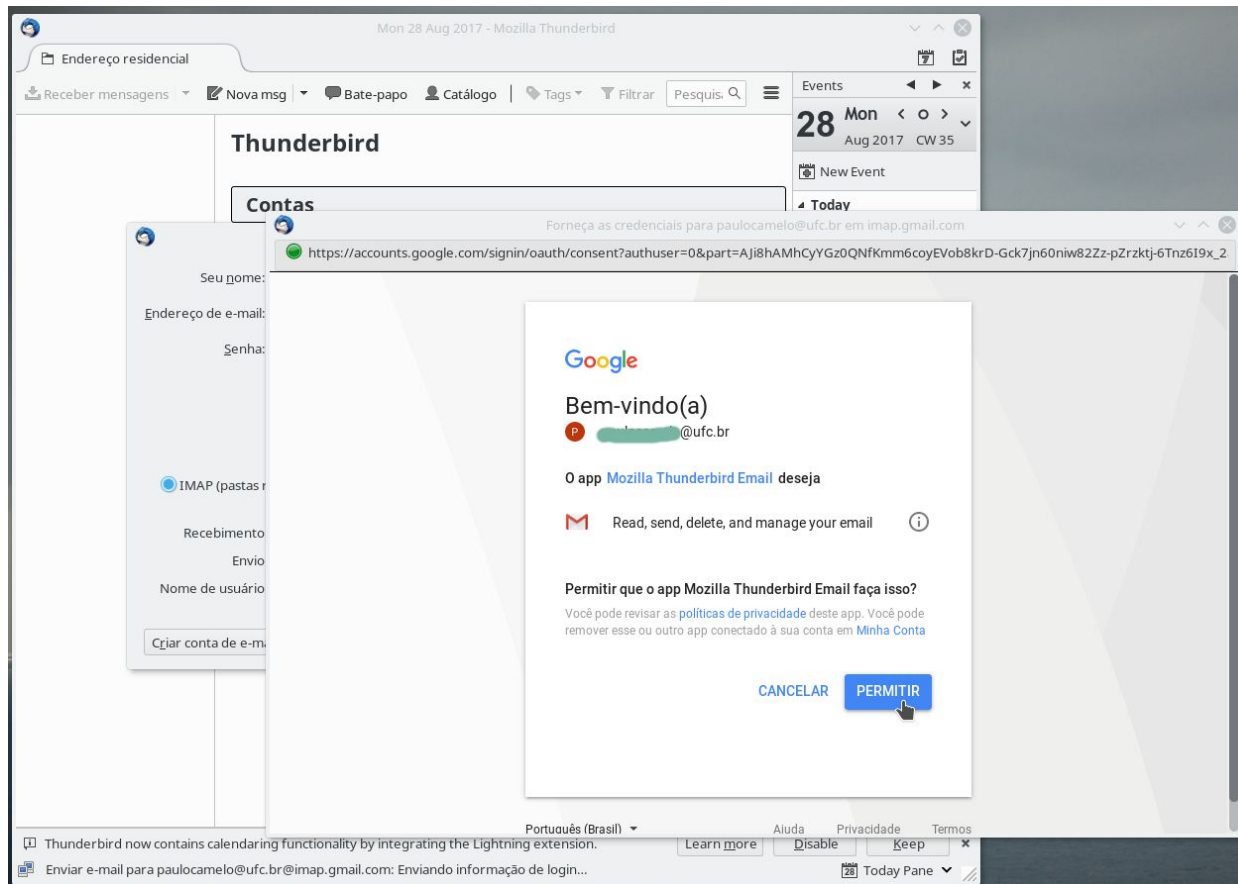 Mon 28 Aug 2017 - Mozilla Thunderbird
Endereço residencial
Receber mensagens
Nova msg
Bate-papo
Catálogo
Tags
Filtrar
Pesquis.
Events
28 Mon
Aug 2017 CW 35
New Event
Today
Thunderbird
Contas
Forneça as credenciais para paulocamelo@ufc.br em imap.gmail.com
https://accounts.google.com/signin/oauth/consent?authuser=0&part=AJi8hAMhCyYGz0QNfKmm6coyEVob8krD-Gck7jn60niw82Zz-pZrzktj-6Tnz6I9x_2
Seu nome:
Endereço de e-mail:
Senha:
IMAP (pastas r
Recebimento
Envio
Nome de usuário
Criar conta de e-m
Google
Bem-vindo(a)
P
@ufc.br
O app Mozilla Thunderbird Email deseja
Read, send, delete, and manage your email
Permitir que o app Mozilla Thunderbird Email faça isso?
Você pode revisar as políticas de privacidade deste app. Você pode
remover esse ou outro app conectado à sua conta em Minha Conta
CANCELAR PERMITIR
Português (Brasil)
Ajuda Privacidade Termos
Thunderbird now contains calendaring functionality by integrating the Lightning extension.
Learn more
Disable
Keep
Enviar e-mail para paulocamelo@ufc.br@imap.gmail.com: Enviando informação de login...
28 Today Pane